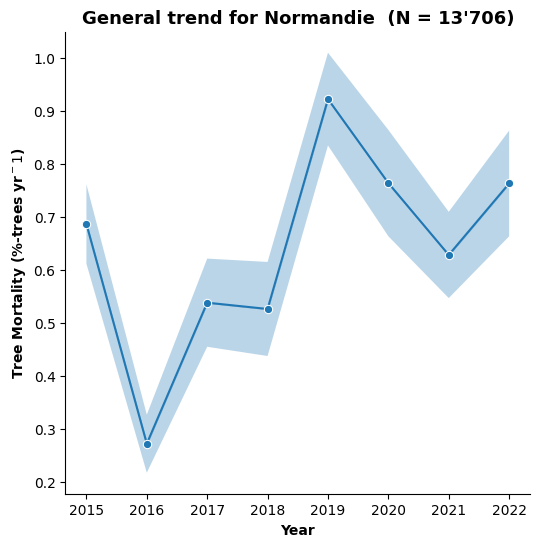 General trend for Normandie (N = 13'706)
Tree Mortality (%-trees yr⁻1)
1.0
0.9
0.8
0.7
0.6
0.5
0.4
0.3
0.2
2015 2016 2017 2018 2019 2020 2021 2022
Year